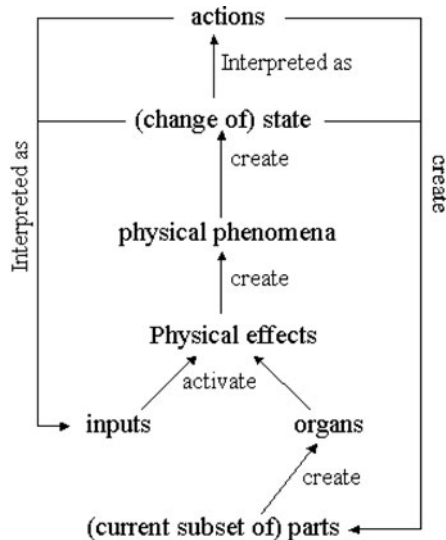 actions
Interpreted as
(change of) state
Interpreted as
create
create
physical phenomena
create
Physical effects
activate
inputs
organs
create
(current subset of) parts